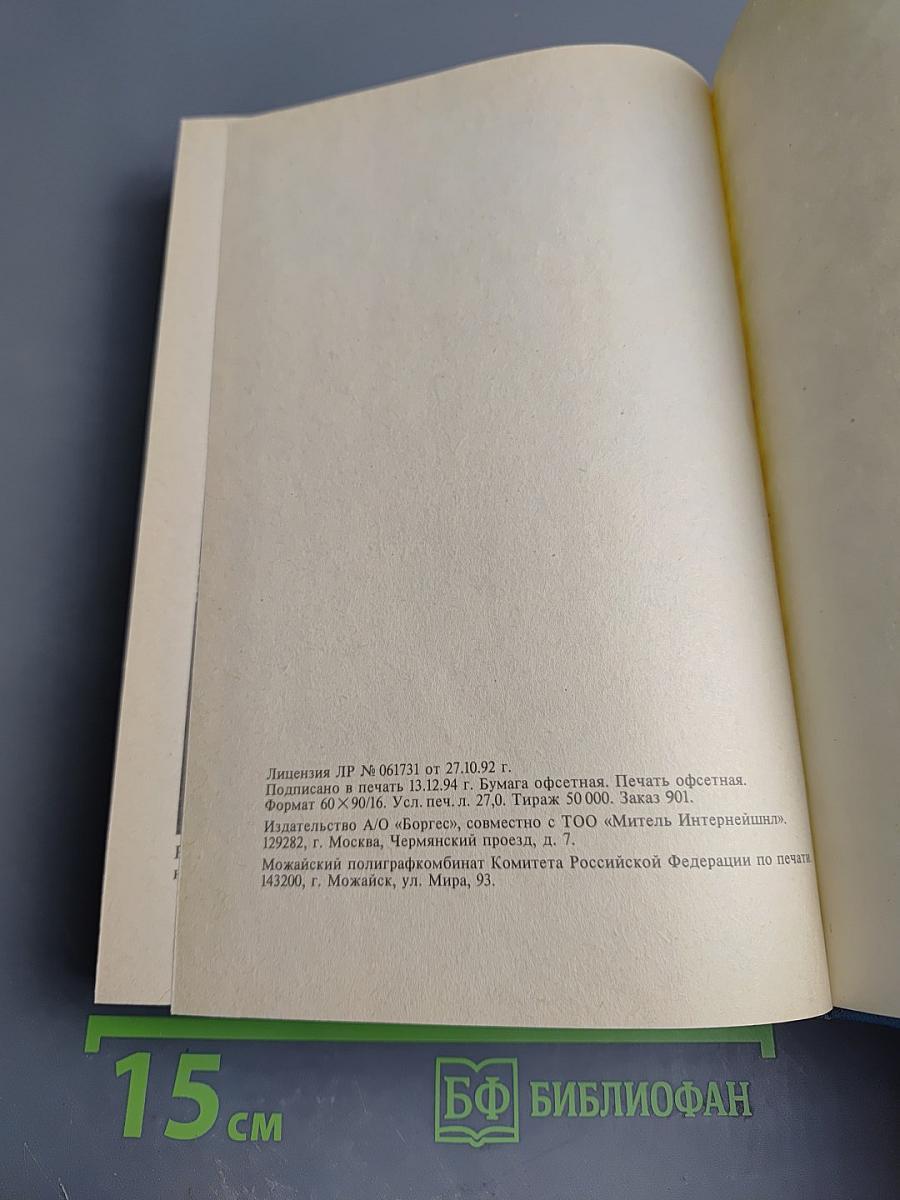 Лицензия ЛР № 061731 от 27.10.92 г.
Подписано в печать 13.12.94 г. Бумага офсетная. Печать офсетная.
Формат 60×90/16. Усл. печ. л. 27,0. Тираж 50 000. Заказ 901.
Издательство А/О «Боргес», совместно с ТОО «Митель Интернейшнл».
129282, г. Москва, Чермянский проезд, д. 7.
Можайский полиграфкомбинат Комитета Российской Федерации по печати
143200, г. Можайск, ул. Мира, 93.
15 см
БФ БИБЛИОФАН